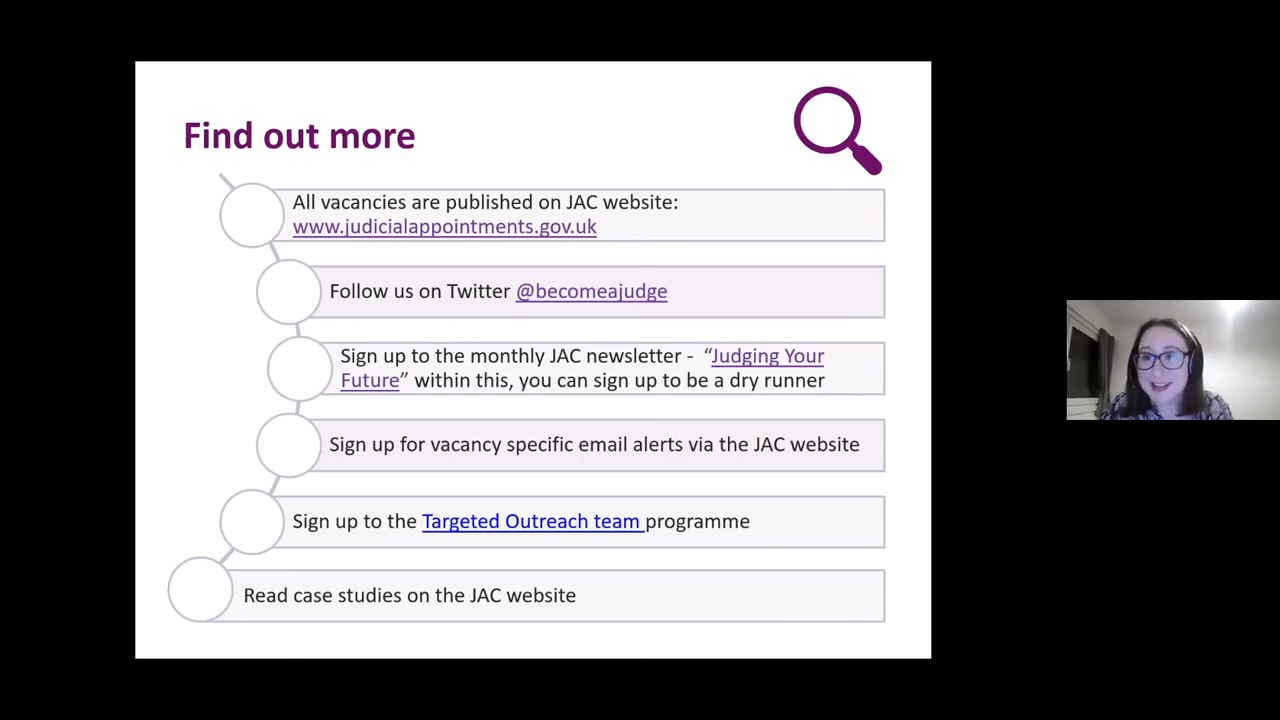 Find out more
All vacancies are published on JAC website:
www.judicialappointments.gov.uk
Follow us on Twitter @becomeajudge
Sign up to the monthly JAC newsletter - “Judging Your
Future” within this, you can sign up to be a dry runner
Sign up for vacancy specific email alerts via the JAC website
Sign up to the Targeted Outreach team programme
Read case studies on the JAC website